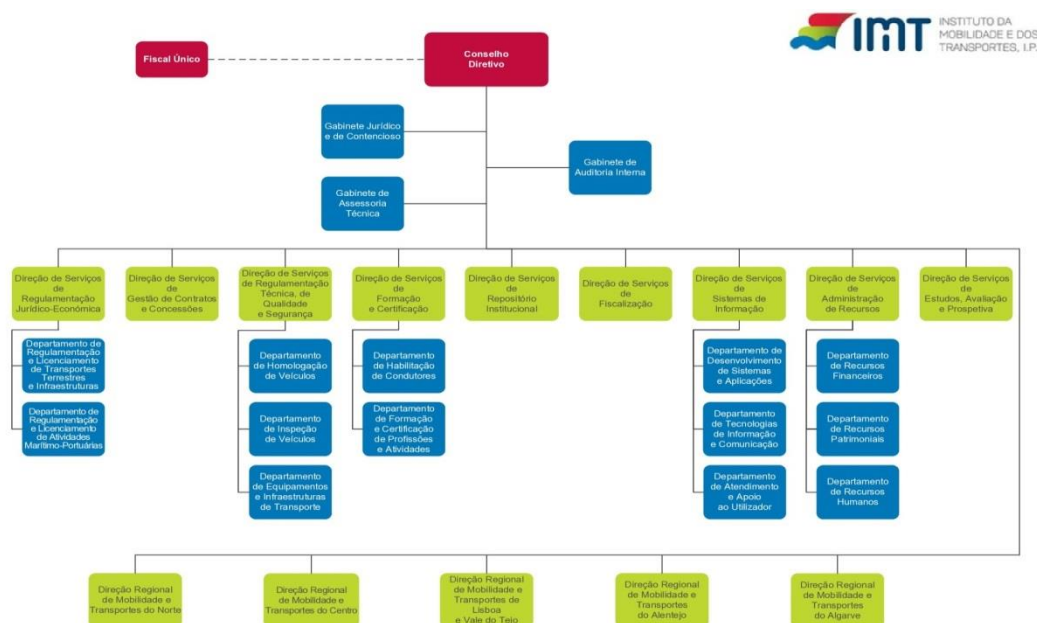 IMT
INSTITUTO DA
MOBILIDADE E DOS
TRANSPORTES, I.P.
Fiscal Único
Conselho
Diretivo
Gabinete Jurídico
e de Contencioso
Gabinete de
Auditoria Interna
Gabinete de
Assessoria
Técnica
Direção de Serviços
de
Regulamentação
Jurídico-Económica
Direção de Serviços
de
Gestão de Contratos
e Concessões
Direção de Serviços
de Regulamentação
Técnica, de
Qualidade
e Segurança
Direção de Serviços
de
Formação
e Certificação
Direção de Serviços
de
Repositório
Institucional
Direção de Serviços
de
Fiscalização
Direção de Serviços
de
Sistemas de
Informação
Direção de Serviços
de
Administração
de Recursos
Direção de Serviços
de
Estudos, Avaliação
e Prospetiva
Departamento de
Regulamentação
e Licenciamento
de Transportes
Terrestres
e Infraestruturas
Departamento de
Regulamentação
e Licenciamento
de Atividades
Marítimo-Portuárias
Departamento
de Homologação
de Veículos
Departamento
de Inspeção
de Veículos
Departamento
de Equipamentos
e Infraestruturas
de Transporte
Departamento
de Habilitação
de Condutores
Departamento
de Formação
e Certificação
de Profissões
e Atividades
Departamento de
Desenvolvimento
de Sistemas
e Aplicações
Departamento
de Tecnologias
de Informação
e Comunicação
Departamento
de Atendimento
e Apoio
ao Utilizador
Departamento
de Recursos
Financeiros
Departamento
de Recursos
Patrimoniais
Departamento
de Recursos
Humanos
Direção Regional
de Mobilidade e
Transportes do Norte
Direção Regional
de Mobilidade e
Transportes do Centro
Direção Regional
de Mobilidade e
Transportes de
Lisboa
e Vale do Tejo
Direção Regional
de Mobilidade e
Transportes
do Alentejo
Direção Regional
de Mobilidade e
Transportes
do Algarve